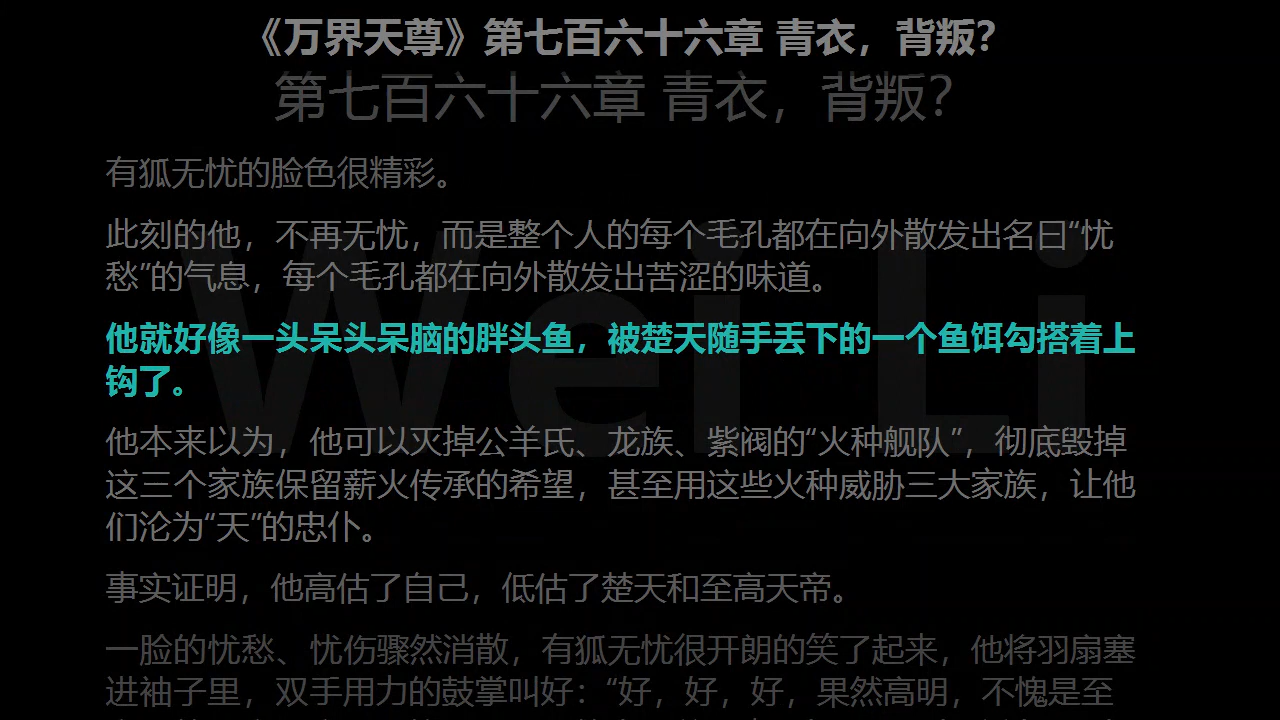 《万界天尊》第七百六十六章 青衣，背叛？
第七百六十六章 青衣，背叛？
有狐无忧的脸色很精彩。
此刻的他，不再无忧，而是整个人的每个毛孔都在向外散发出名曰“忧
愁”的气息，每个毛孔都在向外散发出苦涩的味道。
他就好像一头呆头呆脑的胖头鱼，被楚天随手丢下的一个鱼饵勾搭着上
钩了。
他本来以为，他可以灭掉公羊氏、龙族、紫阀的“火种舰队”，彻底毁掉
这三个家族保留薪火传承的希望，甚至用这些火种威胁三大家族，让他
们沦为“天”的忠仆。
事实证明，他高估了自己，低估了楚天和至高天帝。
一脸的忧愁、忧伤骤然消散，有狐无忧很开朗的笑了起来，他将羽扇塞
进袖子里，双手用力的鼓掌叫好：“好，好，好，果然高明，不愧是至
Wei Li